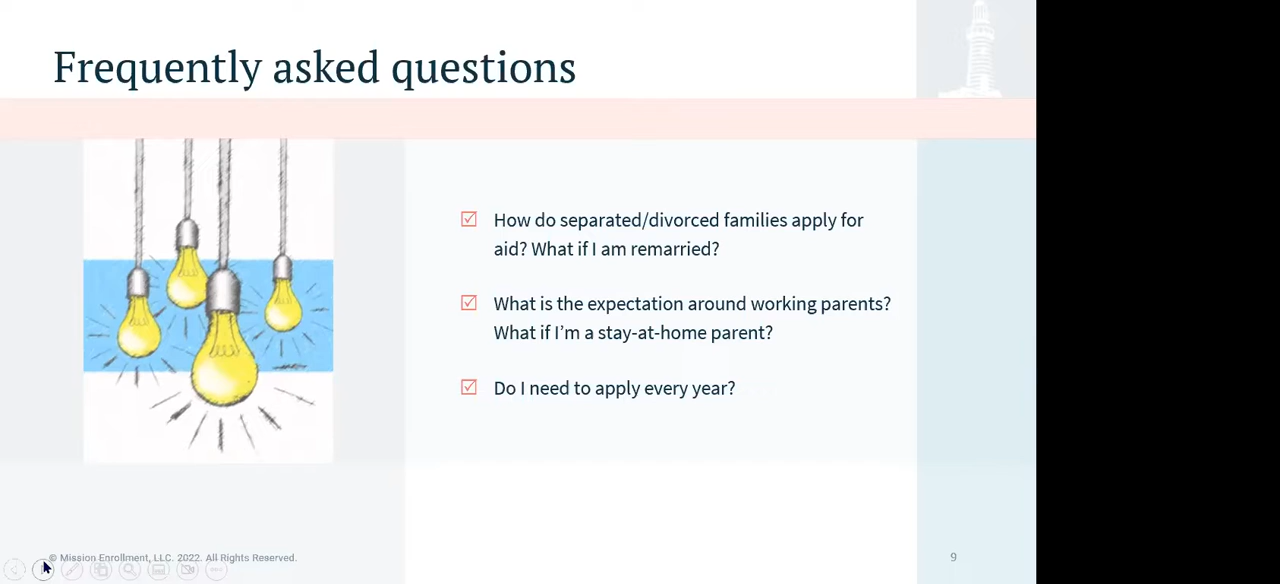 Frequently asked questions
How do separated/divorced families apply for
aid? What if I am remarried?
What is the expectation around working parents?
What if I’m a stay-at-home parent?
Do I need to apply every year?
© Mission Enrollment, LLC. 2022. All Rights Reserved.
9